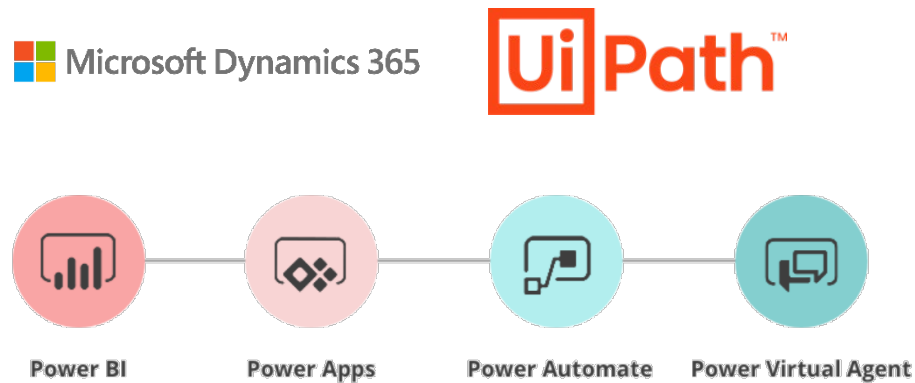 Microsoft Dynamics 365
UiPath™
Power BI
Power Apps
Power Automate
Power Virtual Agent